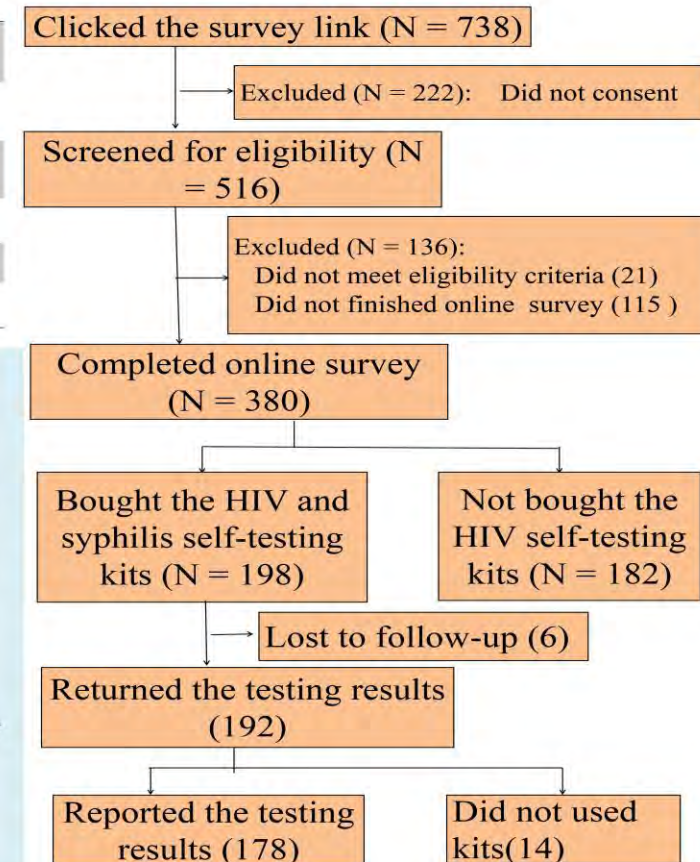 Clicked the survey link (N = 738)
Excluded (N = 222): Did not consent
Screened for eligibility (N
= 516)
Excluded (N = 136):
Did not meet eligibility criteria (21)
Did not finished online survey (115 )
Completed online survey
(N = 380)
Bought the HIV and
syphilis self-testing
kits (N = 198)
Not bought the
HIV self-testing
kits (N = 182)
Lost to follow-up (6)
Returned the testing results
(192)
Reported the testing
results (178)
Did not used
kits(14)